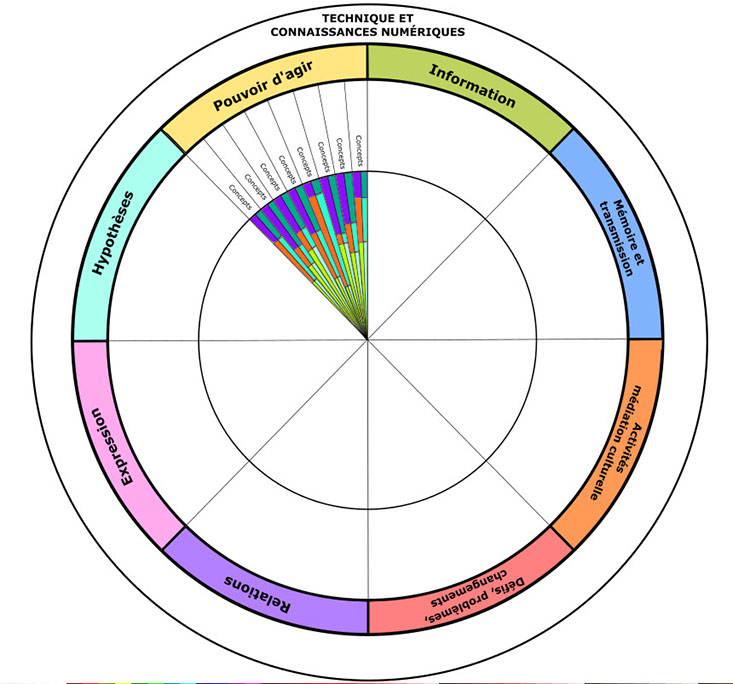 TECHNIQUE ET
CONNAISSANCES NUMÉRIQUES
Pouvoir d'agir
Information
Mémoire et
transmission
Activités
médiation culturelle
Défis, problèmes,
changements
Relations
Expression
Hypothèses
Concepts
Concepts
Concepts
Concepts
Concepts
Concepts
Concepts